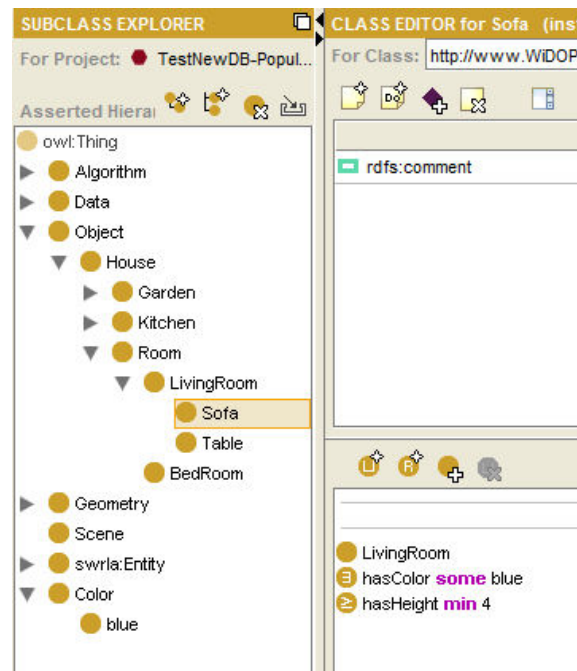 SUBCLASS EXPLORER
For Project: TestNewDB-Popul...
Asserted Hierar
owl:Thing
Algorithm
Data
Object
House
Garden
Kitchen
Room
LivingRoom
Sofa
Table
BedRoom
Geometry
Scene
swrla:Entity
Color
blue
CLASS EDITOR for Sofa (ins
For Class: http://www.WiDOP
rdfs:comment
LivingRoom
hasColor some blue
hasHeight min 4